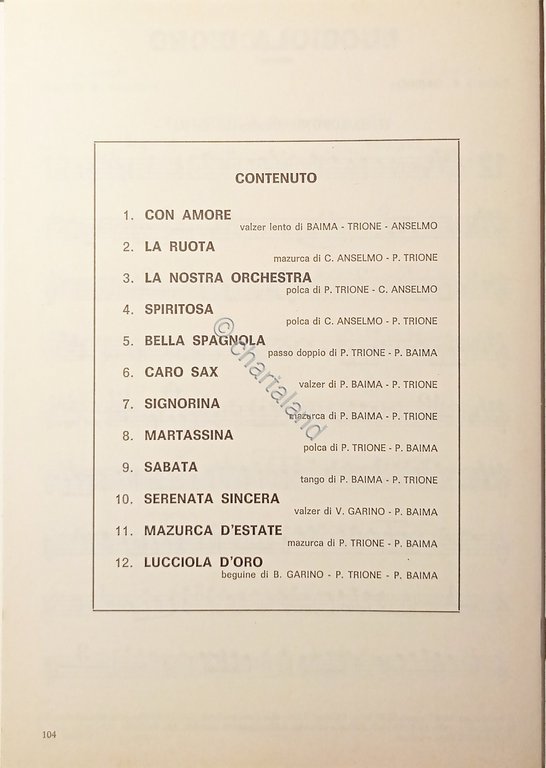 CONTENUTO
1. CON AMORE
valzer lento di BAIMA - TRIONE - ANSELMO
2. LA RUOTA
mazurca di C. ANSELMO - P. TRIONE
3. LA NOSTRA ORCHESTRA
polca di P. TRIONE - C. ANSELMO
4. SPIRITOSA
polca di C. ANSELMO - P. TRIONE
5. BELLA SPAGNOLA
passo doppio di P. TRIONE - P. BAIMA
6. CARO SAX
valzer di P. BAIMA - P. TRIONE
7. SIGNORINA
mazurca di P. BAIMA - P. TRIONE
8. MARTASSINA
polca di P. TRIONE - P. BAIMA
9. SABATA
tango di P. BAIMA - P. TRIONE
10. SERENATA SINCERA
valzer di V. GARINO - P. BAIMA
11. MAZURCA D'ESTATE
mazurca di P. TRIONE - P. BAIMA
12. LUCCIOLA D'ORO
beguine di B. GARINO - P. TRIONE - P. BAIMA
104
© chartaland